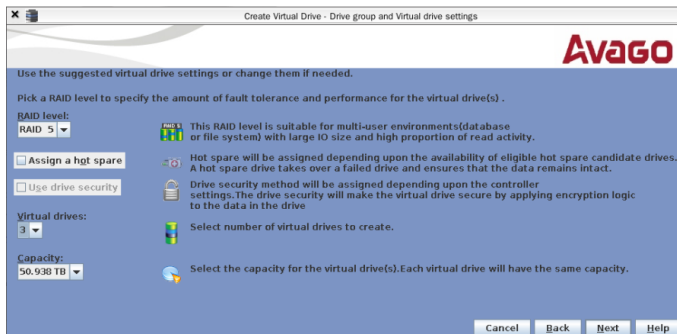 Create Virtual Drive - Drive group and Virtual drive settings
AVAGO
Use the suggested virtual drive settings or change them if needed.
Pick a RAID level to specify the amount of fault tolerance and performance for the virtual drive(s) .
RAID level:
RAID 5
This RAID level is suitable for multi-user environments(database
or file system) with large IO size and high proportion of read activity.
Assign a hot spare
Hot spare will be assigned depending upon the availability of eligible hot spare candidate drives.
A hot spare drive takes over a failed drive and ensures that the data remains intact.
Use drive security
Drive security method will be assigned depending upon the controller
settings.The drive security will make the virtual drive secure by applying encryption logic
to the data in the drive
Virtual drives:
3
Select number of virtual drives to create.
Capacity:
50.938 TB
Select the capacity for the virtual drive(s).Each virtual drive will have the same capacity.
Cancel Back Next Help